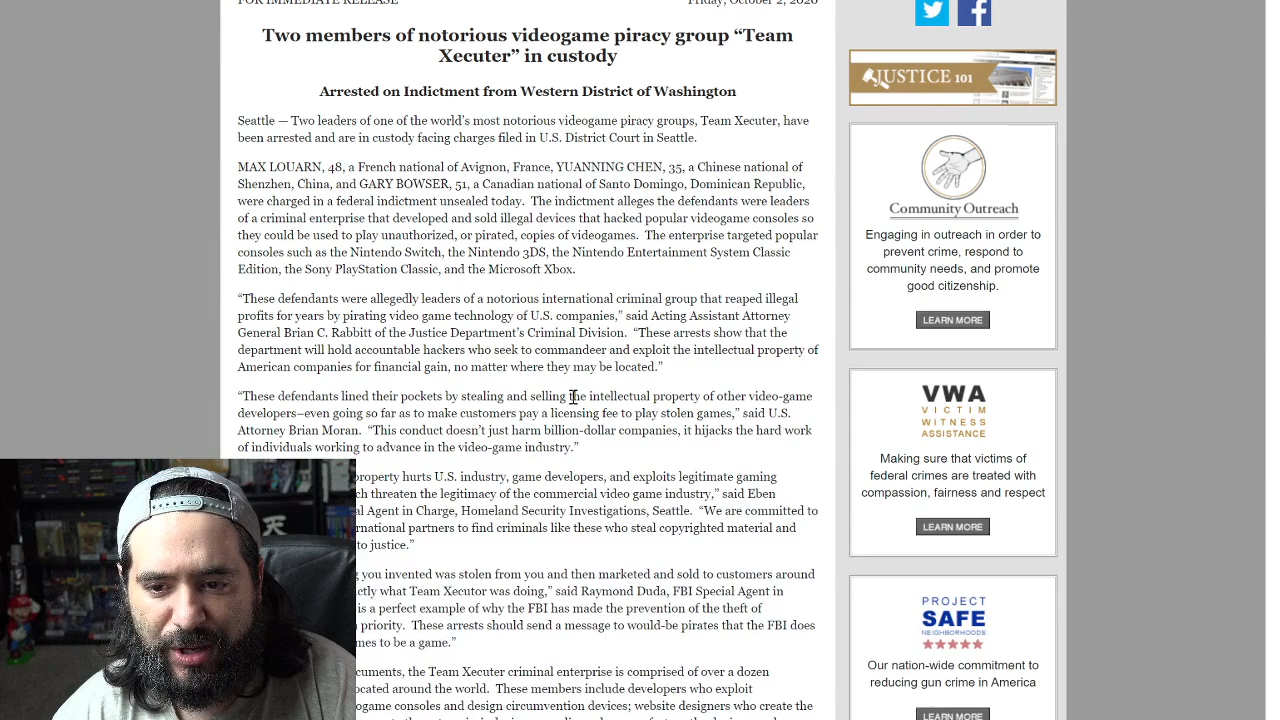 FOR IMMEDIATE RELEASE
Friday, October 2, 2020
Two members of notorious videogame piracy group “Team
Xecuter” in custody
Arrested on Indictment from Western District of Washington
Seattle — Two leaders of one of the world’s most notorious videogame piracy groups, Team Xecuter, have
been arrested and are in custody facing charges filed in U.S. District Court in Seattle.
MAX LOUARN, 48, a French national of Avignon, France, YUANNING CHEN, 35, a Chinese national of
Shenzhen, China, and GARY BOWSER, 51, a Canadian national of Santo Domingo, Dominican Republic,
were charged in a federal indictment unsealed today.  The indictment alleges the defendants were leaders
of a criminal enterprise that developed and sold illegal devices that hacked popular videogame consoles so
they could be used to play unauthorized, or pirated, copies of videogames.  The enterprise targeted popular
consoles such as the Nintendo Switch, the Nintendo 3DS, the Nintendo Entertainment System Classic
Edition, the Sony PlayStation Classic, and the Microsoft Xbox.
“These defendants were allegedly leaders of a notorious international criminal group that reaped illegal
profits for years by pirating video game technology of U.S. companies,” said Acting Assistant Attorney
General Brian C. Rabbitt of the Justice Department’s Criminal Division.  “These arrests show that the
department will hold accountable hackers who seek to commandeer and exploit the intellectual property of
American companies for financial gain, no matter where they may be located.”
“These defendants lined their pockets by stealing and selling the intellectual property of other video-game
developers–even going so far as to make customers pay a licensing fee to play stolen games,” said U.S.
Attorney Brian Moran.  “This conduct doesn’t just harm billion-dollar companies, it hijacks the hard work
of individuals working to advance in the video-game industry.”
property hurts U.S. industry, game developers, and exploits legitimate gaming
threaten the legitimacy of the commercial video game industry,” said Eben
Agent in Charge, Homeland Security Investigations, Seattle.  “We are committed to
partners to find criminals like these who steal copyrighted material and
to justice.”
you invented was stolen from you and then marketed and sold to customers around
what Team Xecutor was doing,” said Raymond Duda, FBI Special Agent in
is a perfect example of why the FBI has made the prevention of the theft of
priority.  These arrests should send a message to would-be pirates that the FBI does
to be a game.”
the Team Xecuter criminal enterprise is comprised of over a dozen
around the world.  These members include developers who exploit
consoles and design circumvention devices; website designers who create the
JUSTICE 101
Community Outreach
Engaging in outreach in order to
prevent crime, respond to
community needs, and promote
good citizenship.
LEARN MORE
VWA
VICTIM
WITNESS
ASSISTANCE
Making sure that victims of
federal crimes are treated with
compassion, fairness and respect
LEARN MORE
PROJECT
SAFE
NEIGHBORHOODS
Our nation-wide commitment to
reducing gun crime in America
LEARN MORE